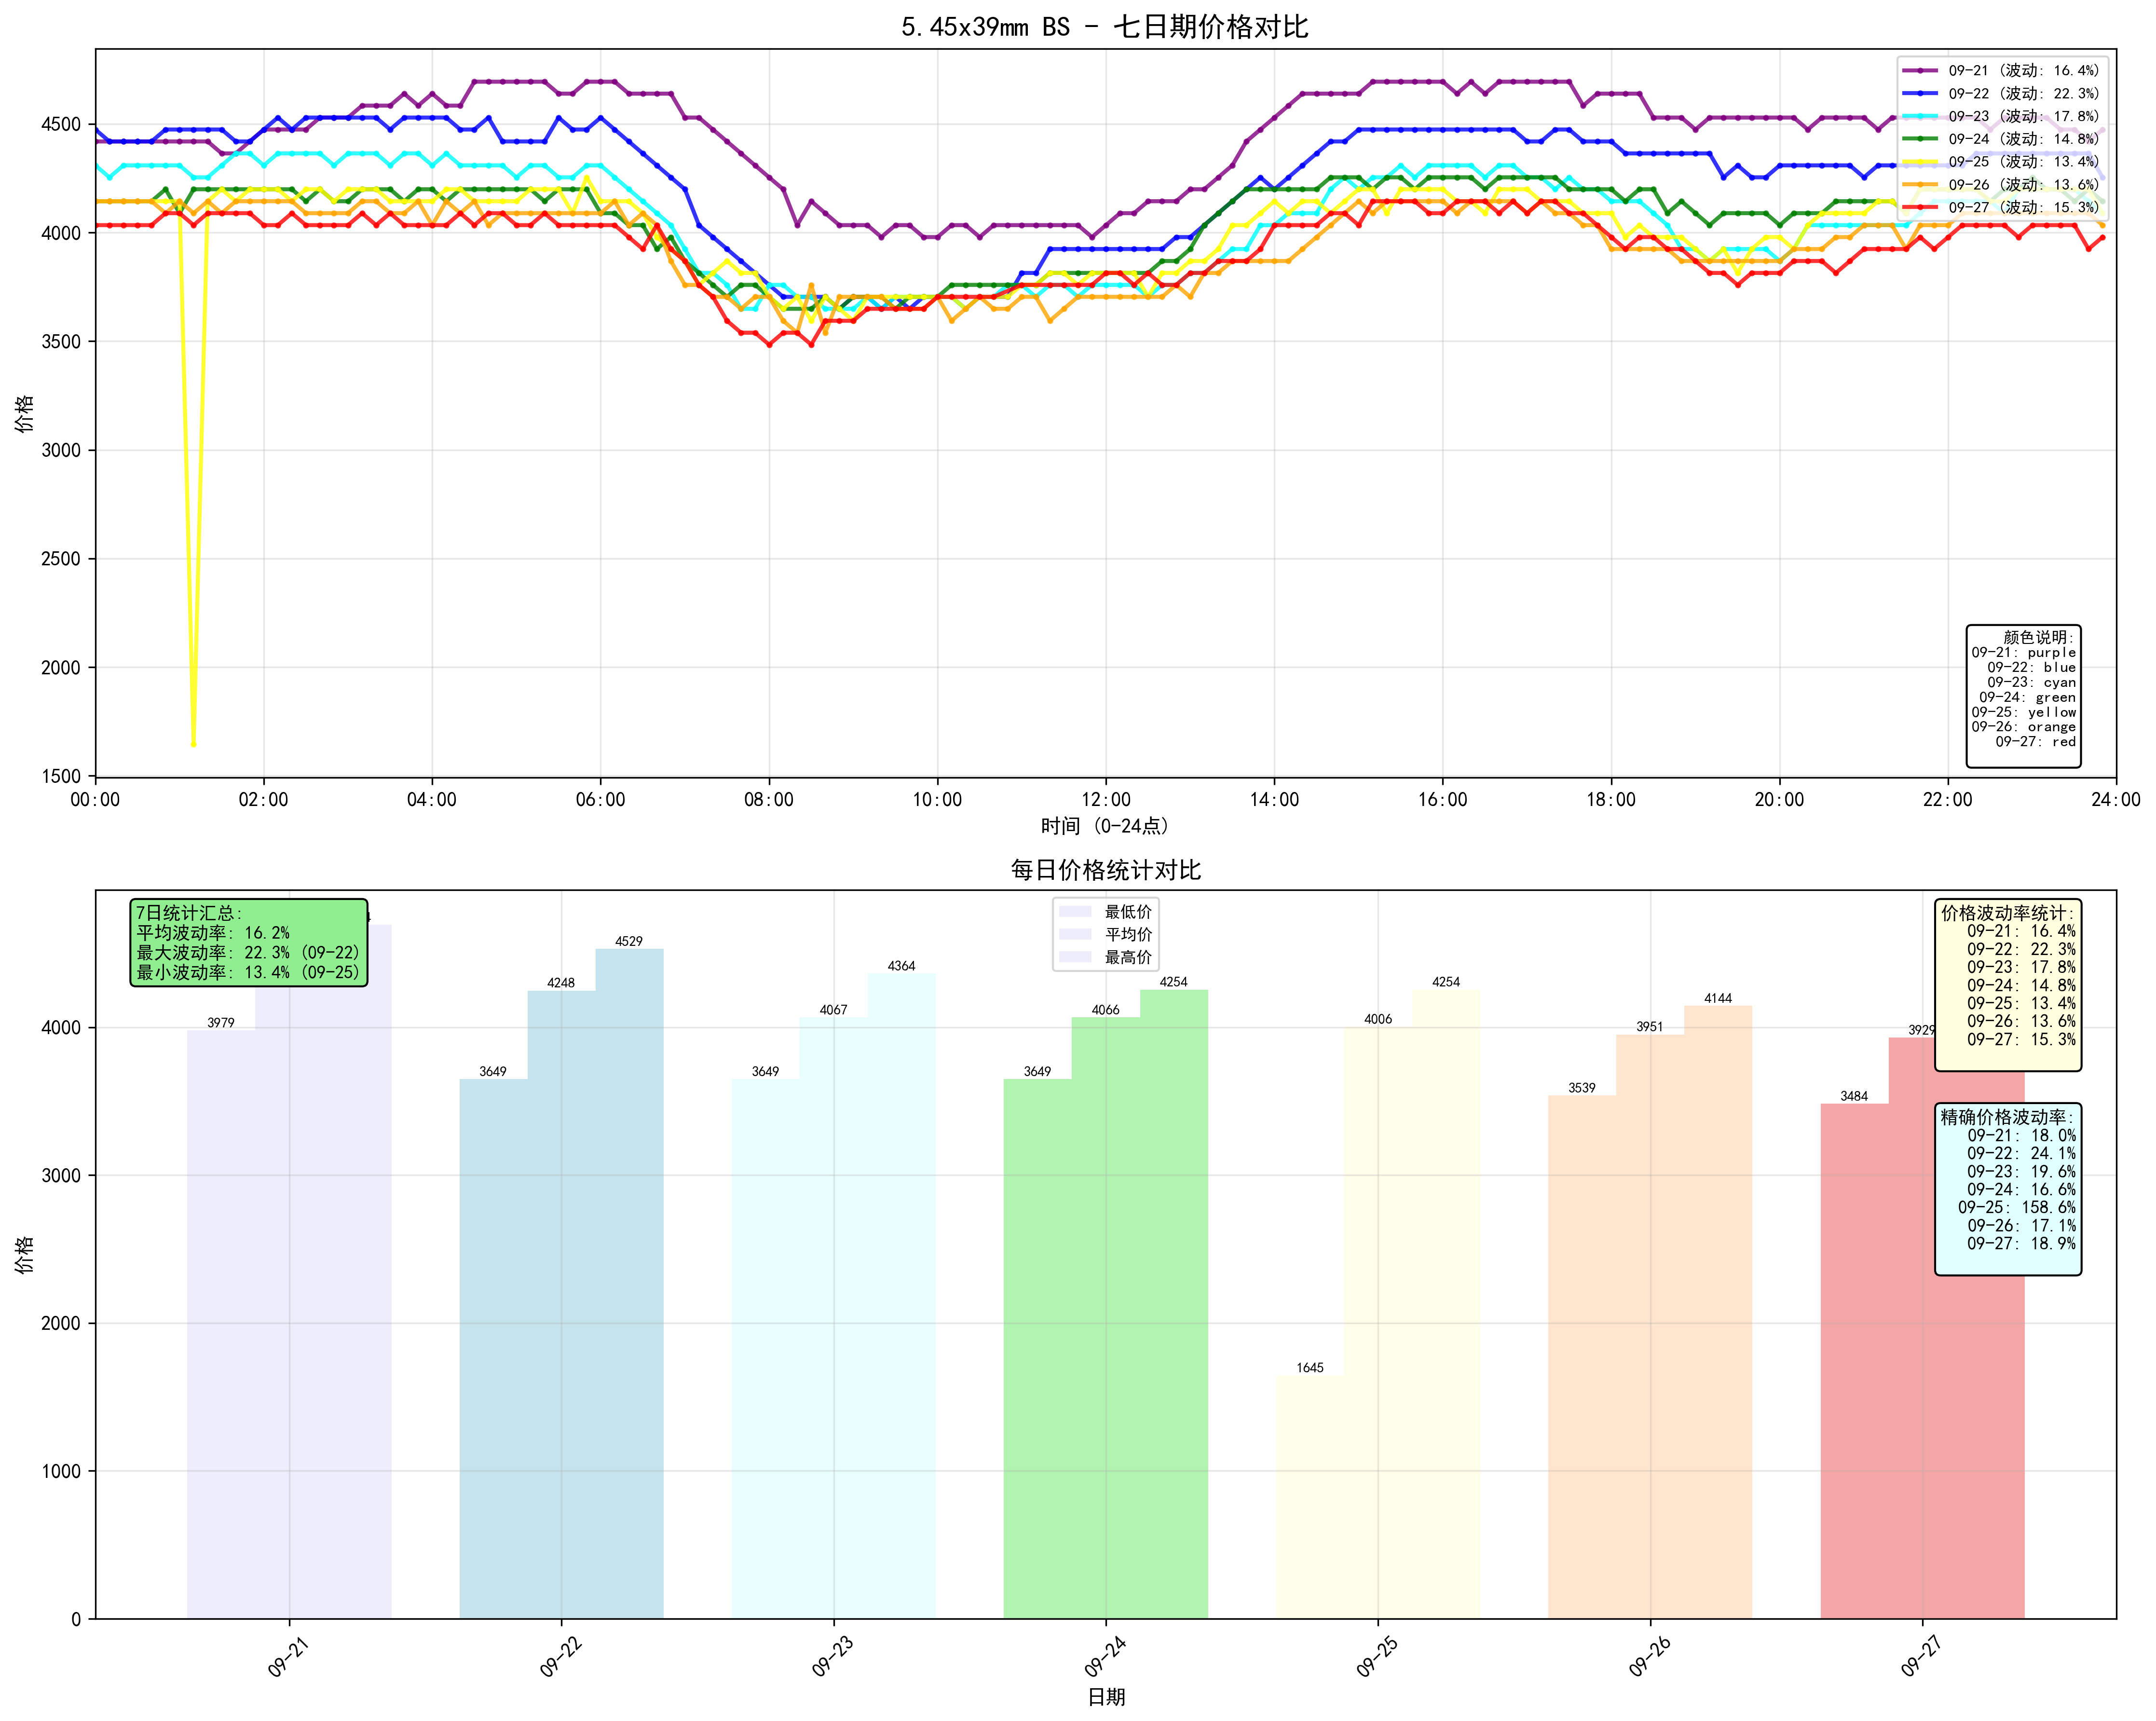 5.45x39mm BS - 七日期价格对比
09-21 (波动: 16.4%)
09-22 (波动: 22.3%)
09-23 (波动: 17.8%)
09-24 (波动: 14.8%)
09-25 (波动: 13.4%)
09-26 (波动: 13.6%)
09-27 (波动: 15.3%)
价格
4500
4000
3500
3000
2500
2000
1500
颜色说明:
09-21: purple
09-22: blue
09-23: cyan
09-24: green
09-25: yellow
09-26: orange
09-27: red
00:00 02:00 04:00 06:00 08:00 10:00 12:00 14:00 16:00 18:00 20:00 22:00 24:00
时间 (0-24点)
每日价格统计对比
7日统计汇总:
平均波动率: 16.2%
最大波动率: 22.3% (09-22)
最小波动率: 13.4% (09-25)
最低价
平均价
最高价
价格波动率统计:
09-21: 16.4%
09-22: 22.3%
09-23: 17.8%
09-24: 14.8%
09-25: 13.4%
09-26: 13.6%
09-27: 15.3%
精确价格波动率:
09-21: 18.0%
09-22: 24.1%
09-23: 19.6%
09-24: 16.6%
09-25: 158.6%
09-26: 17.1%
09-27: 18.9%
价格
4000
3000
2000
1000
0
3979
3649 4248 4529
3649 4067 4364
3649 4066 4254
1645 4006 4254
3539 3951 4144
3484 3929
09-21 09-22 09-23 09-24 09-25 09-26 09-27
日期